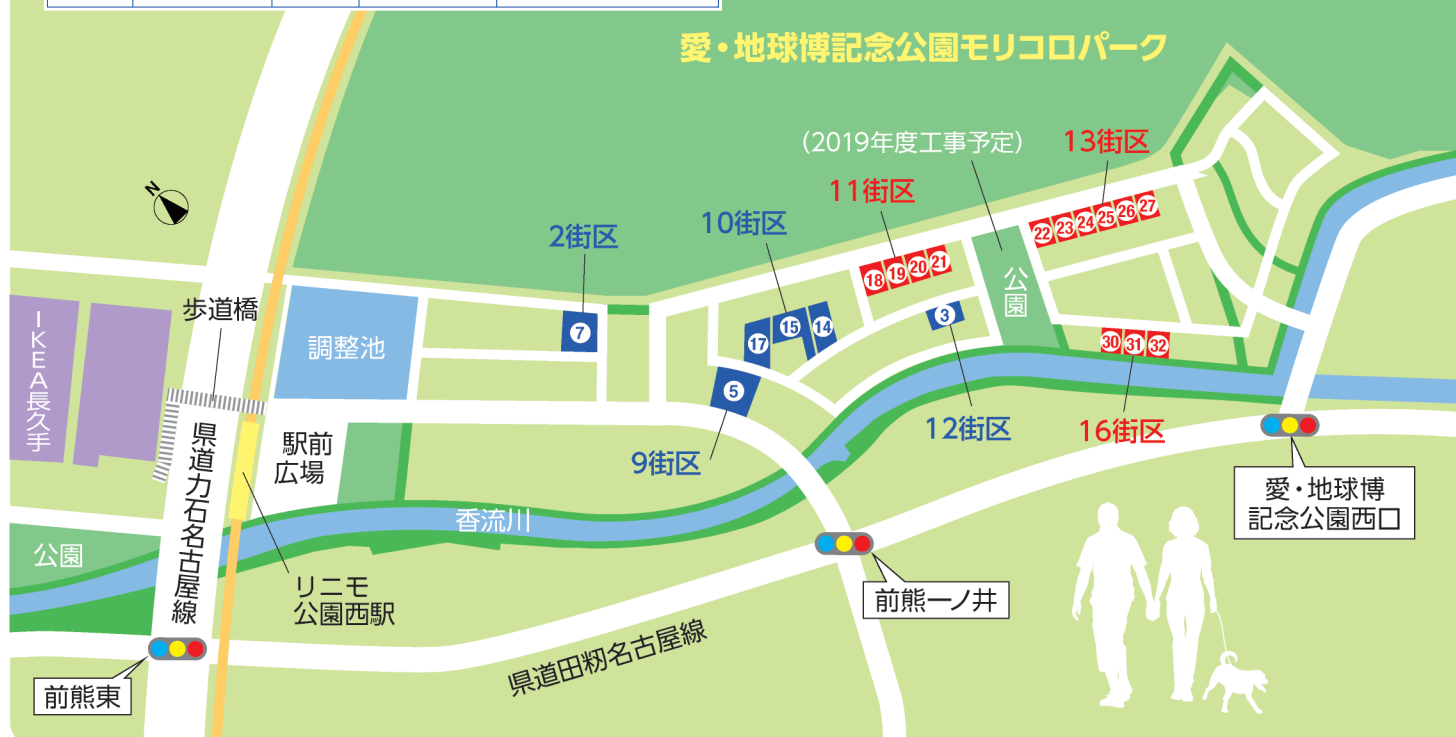 愛・地球博記念公園モリコロパーク
(2019年度工事予定)
13街区
11街区
10街区
2街区
N
22 23 24 25 26 27
18 19 20 21
公園
歩道橋
IKEA長久手
調整池
7
17 15 14
3
30 31 32
5
12街区
16街区
9街区
駅前
広場
県道力石名古屋線
香流川
公園
リニモ
公園西駅
愛・地球博
記念公園西口
前熊一ノ井
県道田籾名古屋線
前熊東